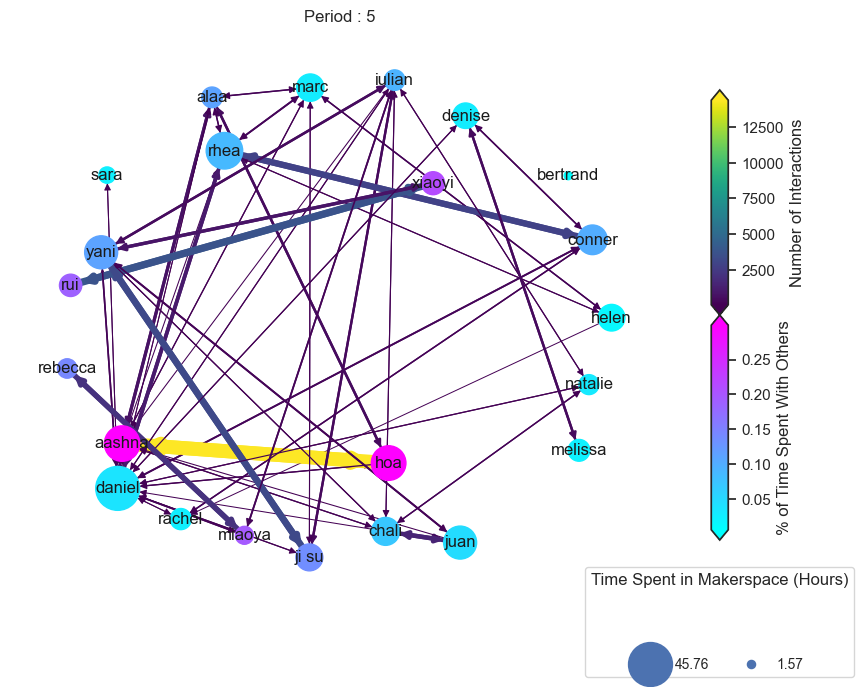 Period : 5
iulian
marc
alaa
denise
rhea
sara
bertrand
xiaoyi
conner
yani
rui
helen
rebecca
natalie
aashna
melissa
hoa
daniel
rachel
chali
miaoya
juan
ji su
12500
10000
7500
5000
2500
Number of Interactions
0.25
0.20
0.15
0.10
0.05
% of Time Spent With Others
Time Spent in Makerspace (Hours)
45.76 1.57